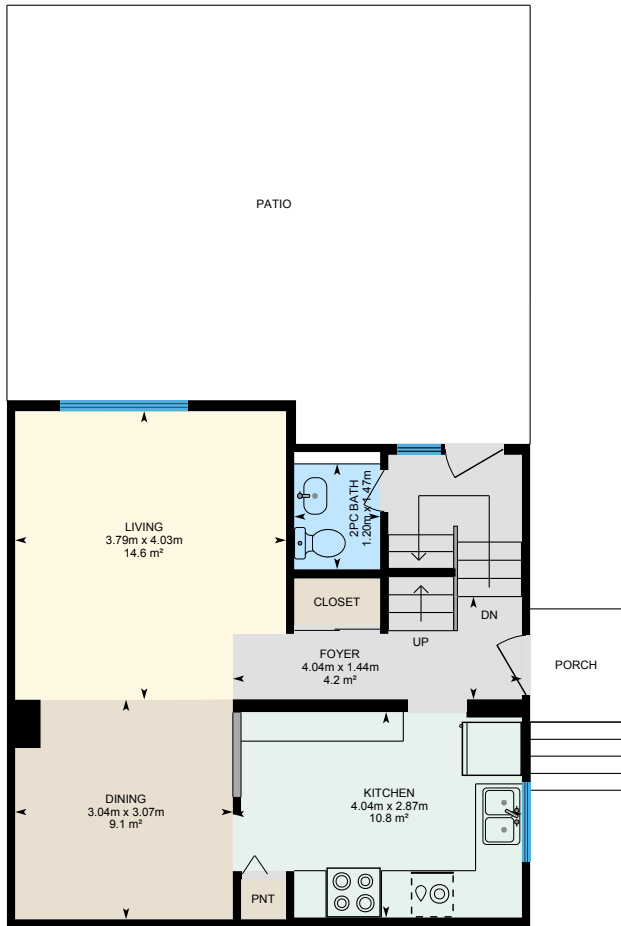 PATIO
LIVING
3.79m x 4.03m
14.6 m²
2PC BATH
1.20m x 1.47m
CLOSET
UP
DN
FOYER
4.04m x 1.44m
4.2 m²
PORCH
DINING
3.04m x 3.07m
9.1 m²
KITCHEN
4.04m x 2.87m
10.8 m²
PNT